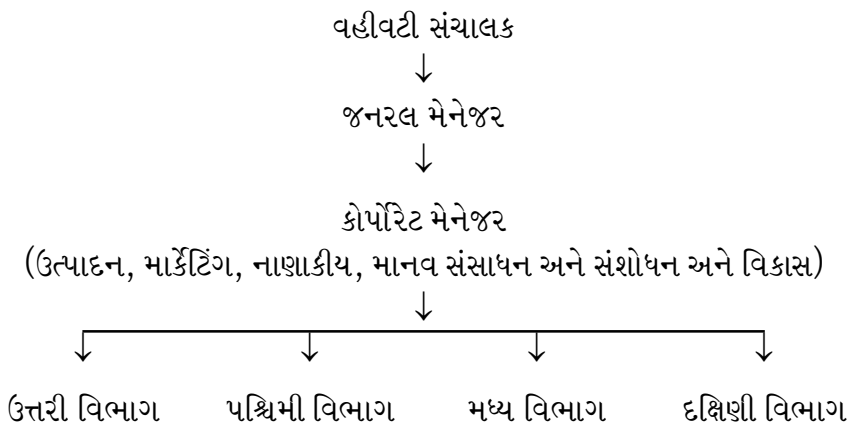 વહીવટી સંચાલક
↓
જનરલ મેનેજર
↓
કોર્પોરેટ મેનેજર
(ઉત્પાદન, માર્કેટિંગ, નાણાકીય, માનવ સંસાધન અને સંશોધન અને વિકાસ)
↓
↓ ↓ ↓ ↓
ઉત્તરી વિભાગ પશ્ચિમી વિભાગ મધ્ય વિભાગ દક્ષિણી વિભાગ